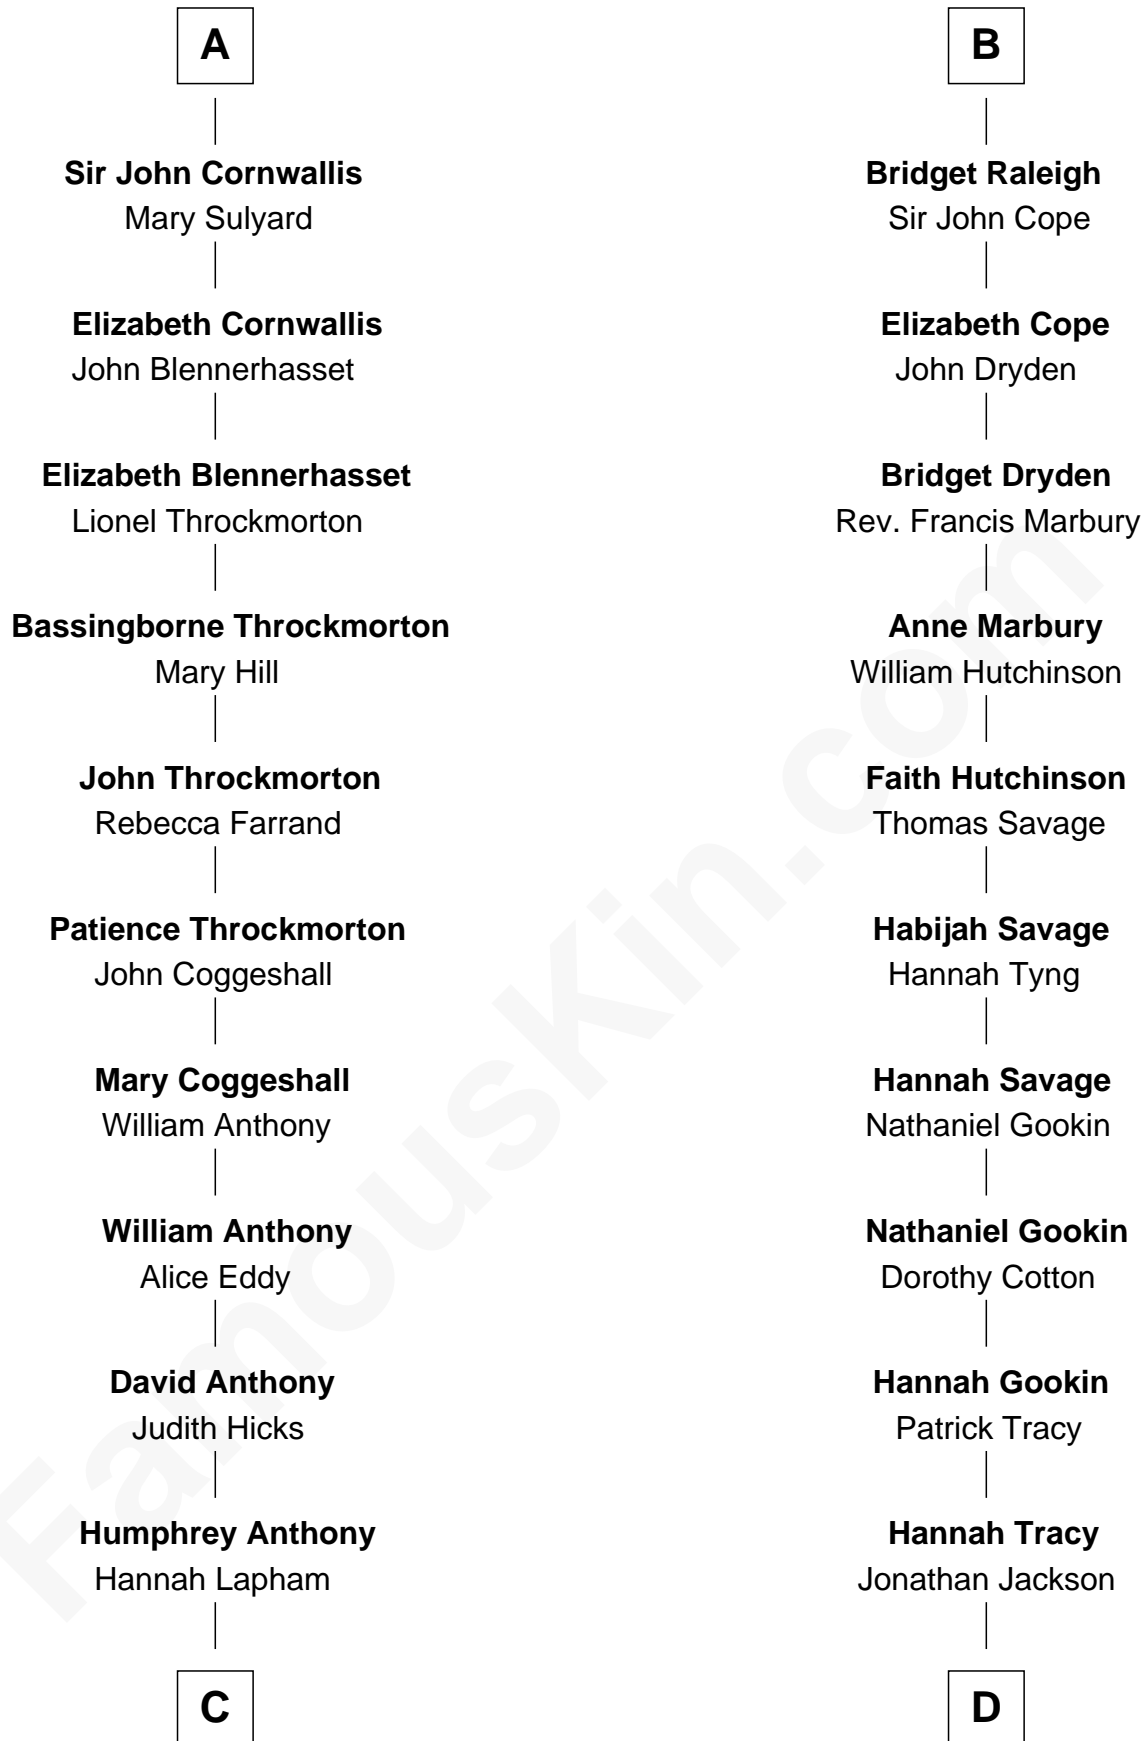 A
Sir John Cornwallis
Mary Sulyard
Elizabeth Cornwallis
John Blennerhasset
Elizabeth Blennerhasset
Lionel Throckmorton
Bassingborne Throckmorton
Mary Hill
John Throckmorton
Rebecca Farrand
Patience Throckmorton
John Coggeshall
Mary Coggeshall
William Anthony
William Anthony
Alice Eddy
David Anthony
Judith Hicks
Humphrey Anthony
Hannah Lapham
C
B
Bridget Raleigh
Sir John Cope
Elizabeth Cope
John Dryden
Bridget Dryden
Rev. Francis Marbury
Anne Marbury
William Hutchinson
Faith Hutchinson
Thomas Savage
Habijah Savage
Hannah Tyng
Hannah Savage
Nathaniel Gookin
Nathaniel Gookin
Dorothy Cotton
Hannah Gookin
Patrick Tracy
Hannah Tracy
Jonathan Jackson
D
FamousKin.com